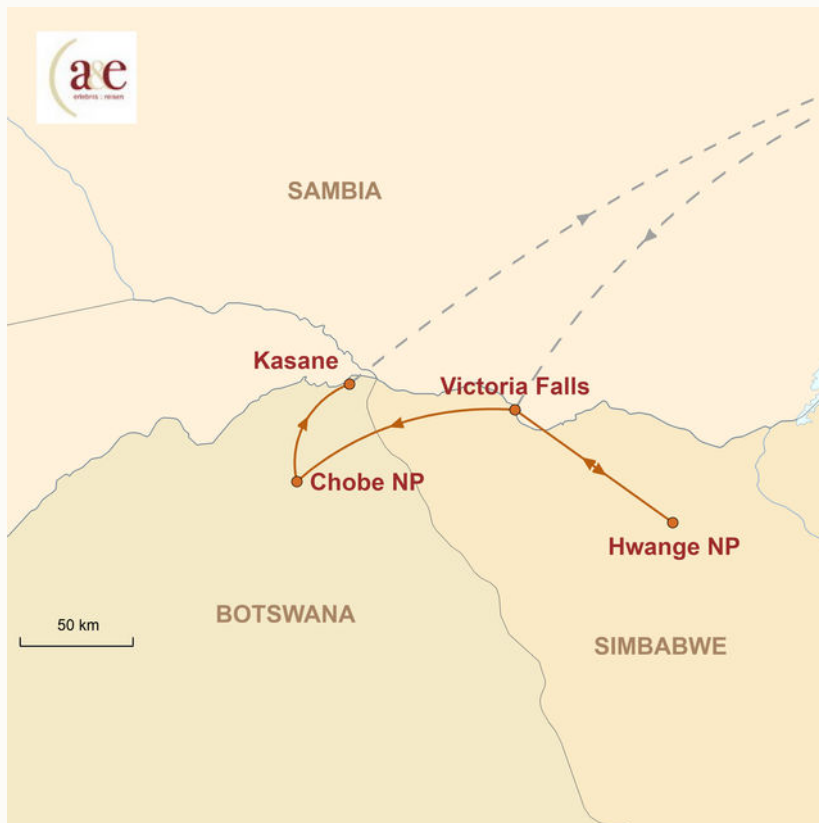 a&e
erlebnis : reisen
SAMBIA
Kasane
Victoria Falls
Chobe NP
Hwange NP
BOTSWANA
50 km
SIMBABWE